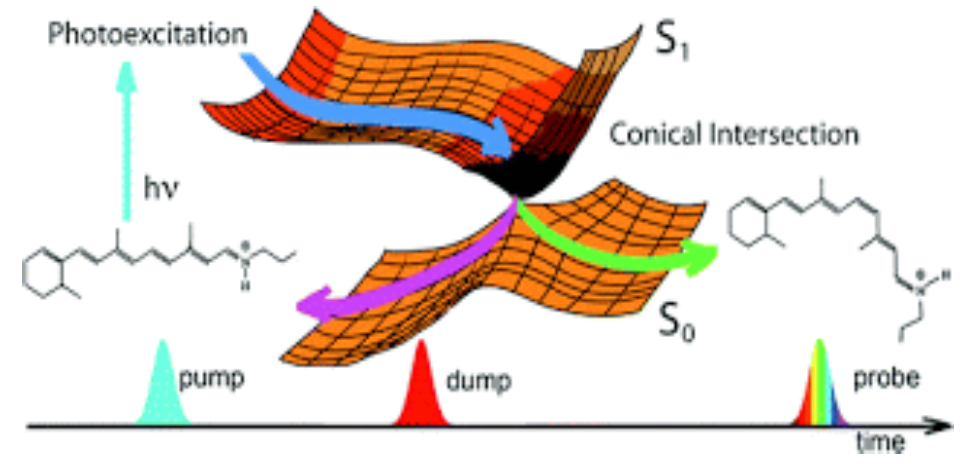 Photoexcitation
S1
Conical Intersection
hν
⊕
N
H
⊕
N
H
S0
pump
dump
probe
time